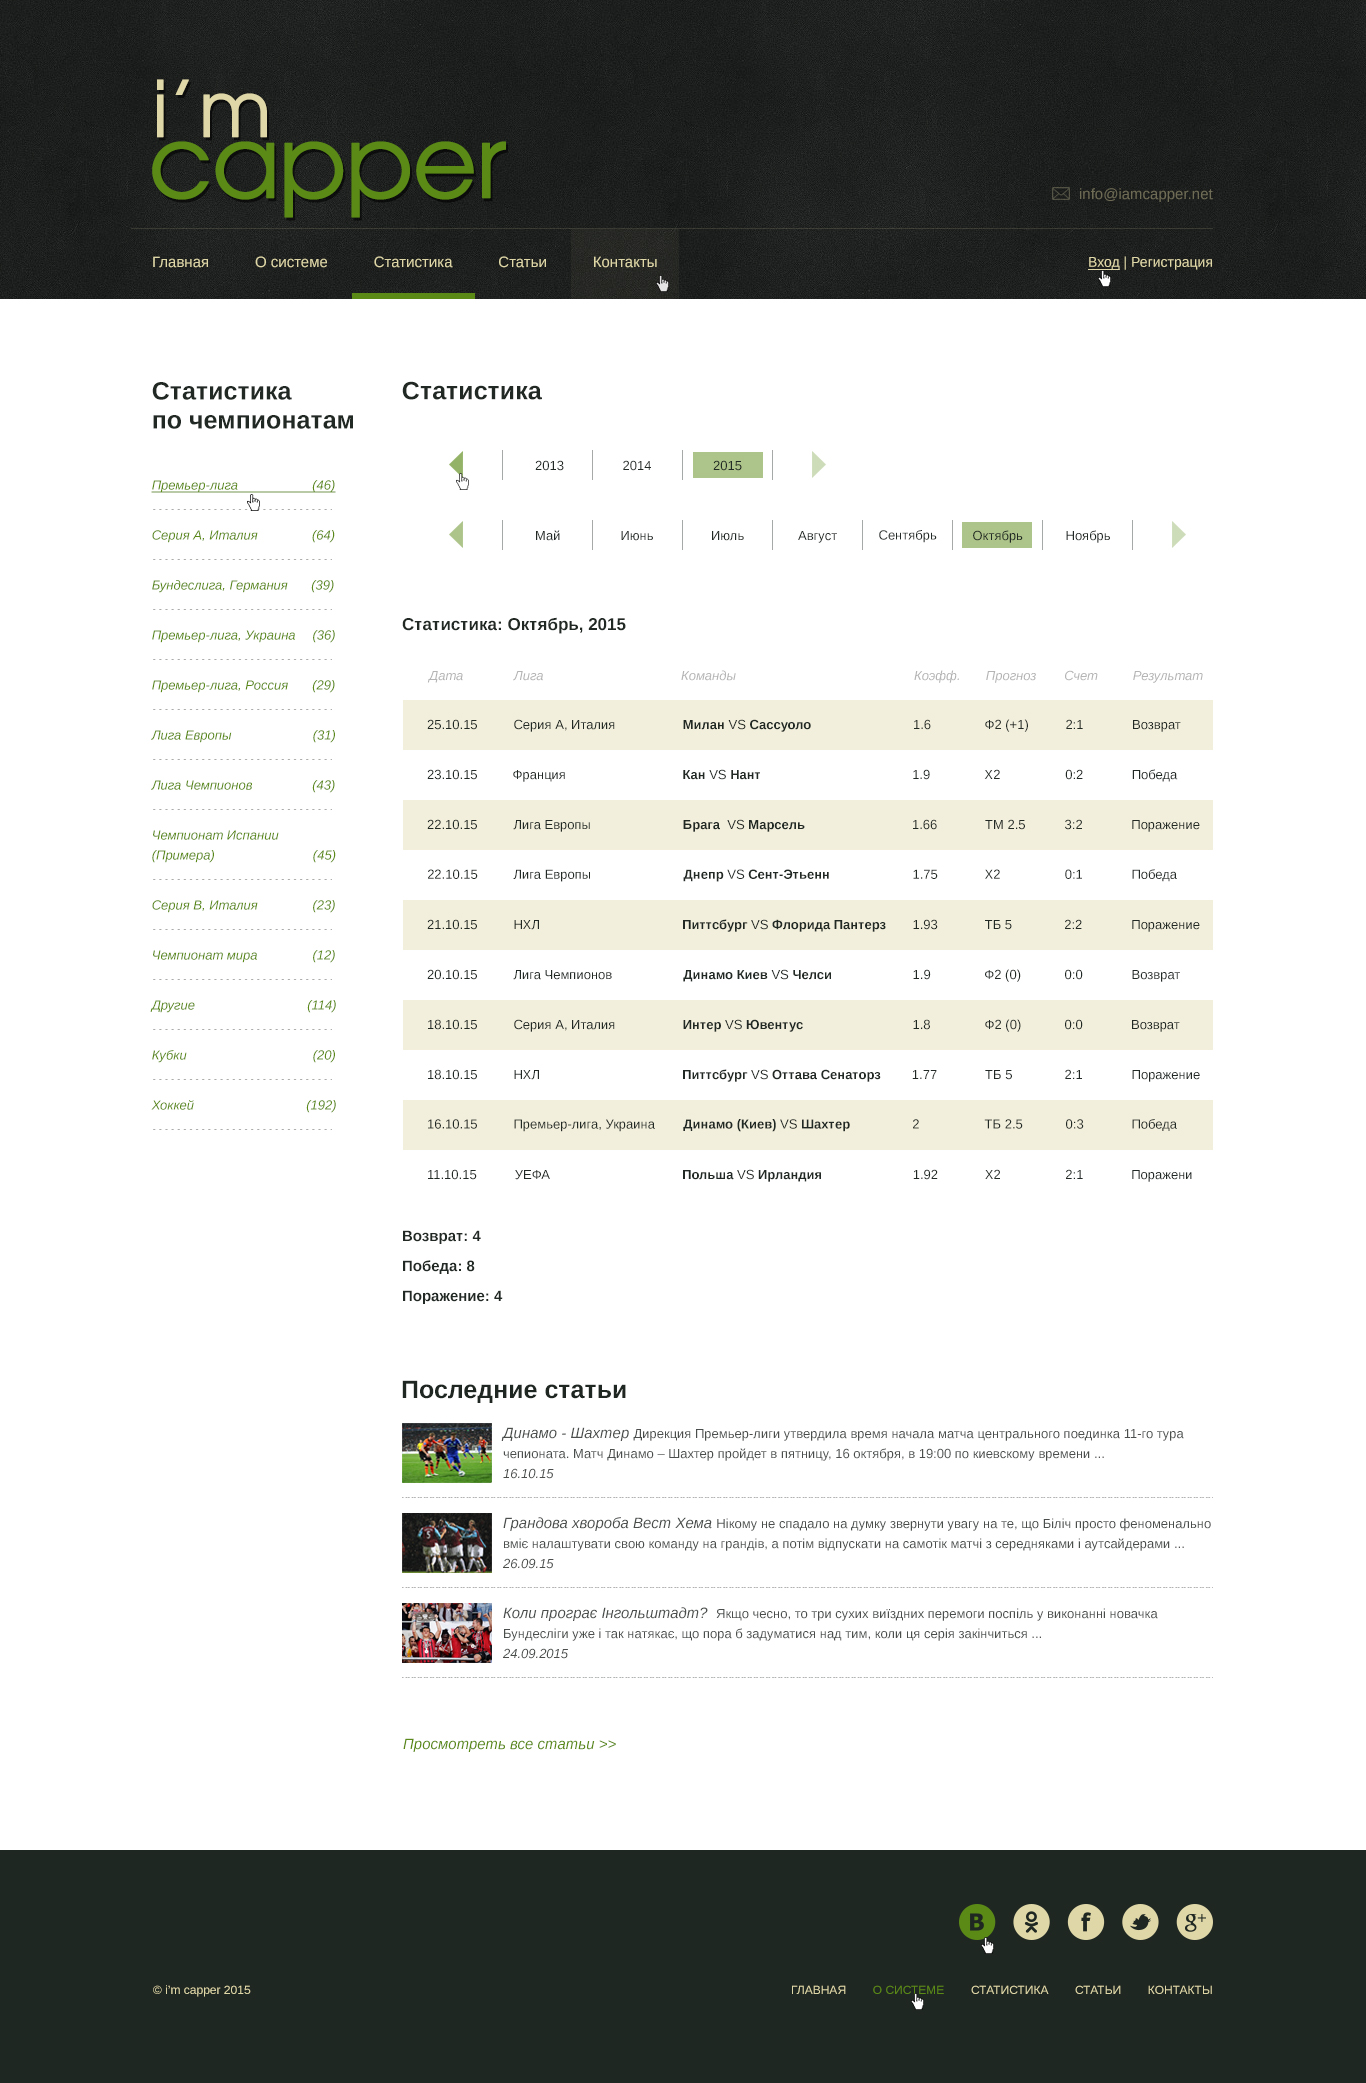 i'm
capper
info@iamcapper.net
Главная О системе Статистика Статьи Контакты Вход | Регистрация
Статистика
по чемпионатам
Премьер-лига (46)
Серия А, Италия (64)
Бундеслига, Германия (39)
Премьер-лига, Украина (36)
Премьер-лига, Россия (29)
Лига Европы (31)
Лига Чемпионов (43)
Чемпионат Испании
(Примера) (45)
Серия В, Италия (23)
Чемпионат мира (12)
Другие (114)
Кубки (20)
Хоккей (192)
Статистика
2013 2014 2015
Май Июнь Июль Август Сентябрь Октябрь Ноябрь
Статистика: Октябрь, 2015
Дата Лига Команды Коэфф. Прогноз Счет Результат
25.10.15 Серия А, Италия Милан VS Сассуоло 1.6 Ф2 (+1) 2:1 Возврат
23.10.15 Франция Кан VS Нант 1.9 Х2 0:2 Победа
22.10.15 Лига Европы Брага VS Марсель 1.66 ТМ 2.5 3:2 Поражение
22.10.15 Лига Европы Днепр VS Сент-Этьенн 1.75 Х2 0:1 Победа
21.10.15 НХЛ Питтсбург VS Флорида Пантерз 1.93 ТБ 5 2:2 Поражение
20.10.15 Лига Чемпионов Динамо Киев VS Челси 1.9 Ф2 (0) 0:0 Возврат
18.10.15 Серия А, Италия Интер VS Ювентус 1.8 Ф2 (0) 0:0 Возврат
18.10.15 НХЛ Питтсбург VS Оттава Сенаторз 1.77 ТБ 5 2:1 Поражение
16.10.15 Премьер-лига, Украина Динамо (Киев) VS Шахтер 2 ТБ 2.5 0:3 Победа
11.10.15 УЕФА Польша VS Ирландия 1.92 Х2 2:1 Поражени
Возврат: 4
Победа: 8
Поражение: 4
Последние статьи
Динамо - Шахтер Дирекция Премьер-лиги утвердила время начала матча центрального поединка 11-го тура
чепионата. Матч Динамо – Шахтер пройдет в пятницу, 16 октября, в 19:00 по киевскому времени ...
16.10.15
Грандова хвороба Вест Хема Нікому не спадало на думку звернути увагу на те, що Біліч просто феноменально
вміє налаштувати свою команду на грандів, а потім відпускати на самотік матчі з середняками і аутсайдерами ...
26.09.15
Коли програє Інгольштадт? Якщо чесно, то три сухих виїздних перемоги поспіль у виконанні новачка
Бундесліги уже і так натякає, що пора б задуматися над тим, коли ця серія закінчиться ...
24.09.2015
Просмотреть все статьи >>
B f g+
© i'm capper 2015 ГЛАВНАЯ О СИСТЕМЕ СТАТИСТИКА СТАТЬИ КОНТАКТЫ